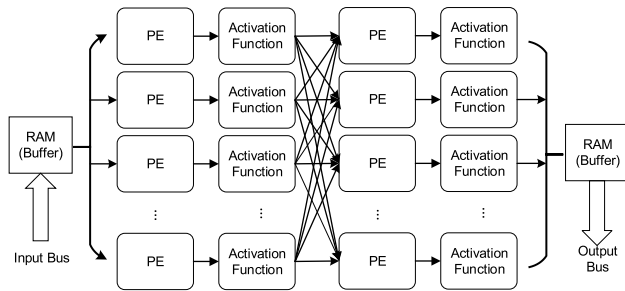 PE
Activation
Function
PE
Activation
Function
PE
Activation
Function
PE
Activation
Function
RAM
(Buffer)
RAM
(Buffer)
PE
Activation
Function
PE
Activation
Function
...
...
...
...
Input Bus
PE
Activation
Function
PE
Activation
Function
Output
Bus